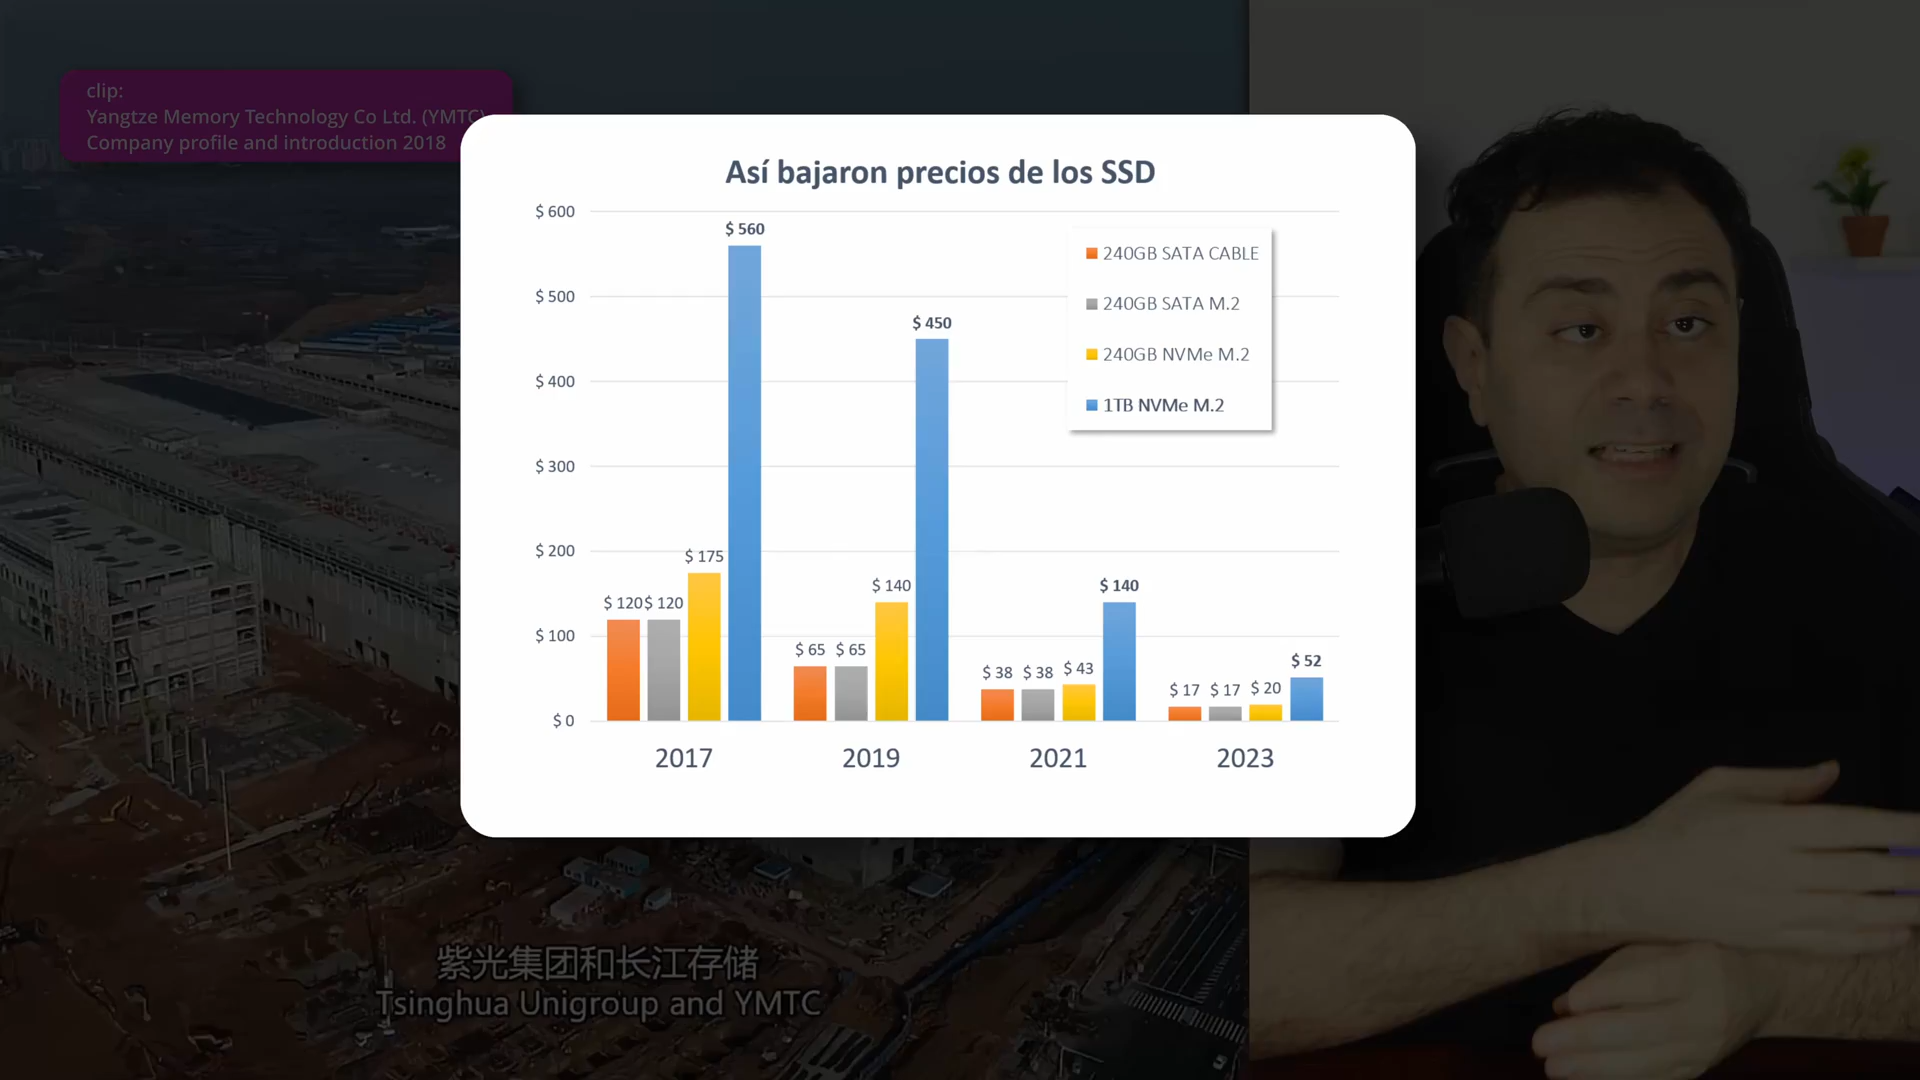 clip:
Yangtze Memory Technology Co Ltd. (YMTC)
Company profile and introduction 2018
Así bajaron precios de los SSD
$ 600
$ 500
$ 400
$ 300
$ 200
$ 100
$ 0
240GB SATA CABLE
240GB SATA M.2
240GB NVMe M.2
1TB NVMe M.2
$ 120
$ 120
$ 175
$ 560
$ 65
$ 65
$ 140
$ 450
$ 38
$ 38
$ 43
$ 140
$ 17
$ 17
$ 20
$ 52
2017
2019
2021
2023
紫光集团和长江存储
Tsinghua Unigroup and YMTC